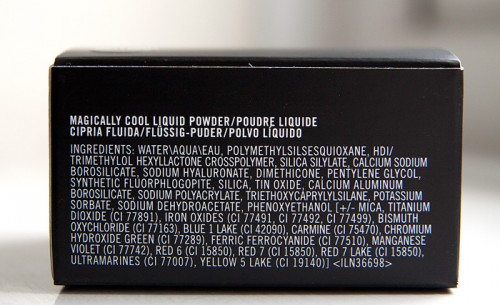 MAGICALLY COOL LIQUID POWDER/POUDRE LIQUIDE
CIPRIA FLUIDA/FLÜSSIG-PUDER/POLVO LÍQUIDO
INGREDIENTS: WATER\AQUA\EAU, POLYMETHYLSILSESQUIOXANE, HDI/
TRIMETHYLOL HEXYLLACTONE CROSSPOLYMER, SILICA SILYLATE, CALCIUM SODIUM
BOROSILICATE, SODIUM HYALURONATE, DIMETHICONE, PENTYLENE GLYCOL,
SYNTHETIC FLUORPHLOGOPITE, SILICA, TIN OXIDE, CALCIUM ALUMINUM
BOROSILICATE, SODIUM POLYACRYLATE, TRIETHOXYCAPRYLYLSILANE, POTASSIUM
SORBATE, SODIUM DEHYDROACETATE, PHENOXYETHANOL [+/- MICA, TITANIUM
DIOXIDE (CI 77891), IRON OXIDES (CI 77491, CI 77492, CI 77499), BISMUTH
OXYCHLORIDE (CI 77163), BLUE 1 LAKE (CI 42090), CARMINE (CI 75470), CHROMIUM
HYDROXIDE GREEN (CI 77289), FERRIC FERROCYANIDE (CI 77510), MANGANESE
VIOLET (CI 77742), RED 6 (CI 15850), RED 7 (CI 15850), RED 7 LAKE (CI 15850),
ULTRAMARINES (CI 77007), YELLOW 5 LAKE (CI 19140)] <ILN36698>